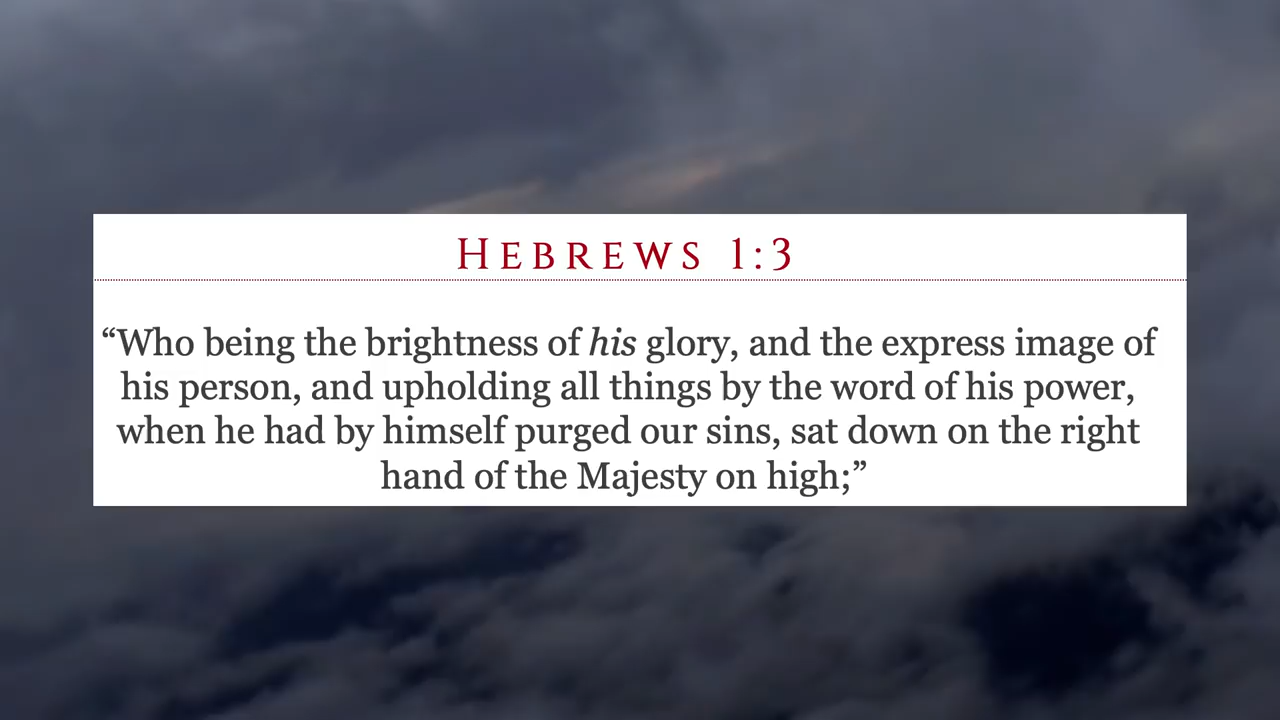 HEBREWS 1:3
“Who being the brightness of his glory, and the express image of
his person, and upholding all things by the word of his power,
when he had by himself purged our sins, sat down on the right
hand of the Majesty on high;”